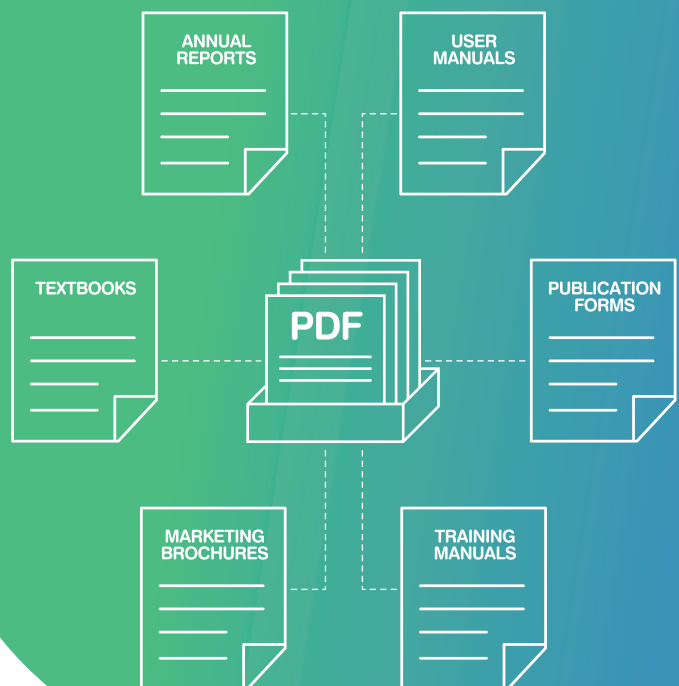 ANNUAL
REPORTS
USER
MANUALS
TEXTBOOKS
PDF
PUBLICATION
FORMS
MARKETING
BROCHURES
TRAINING
MANUALS